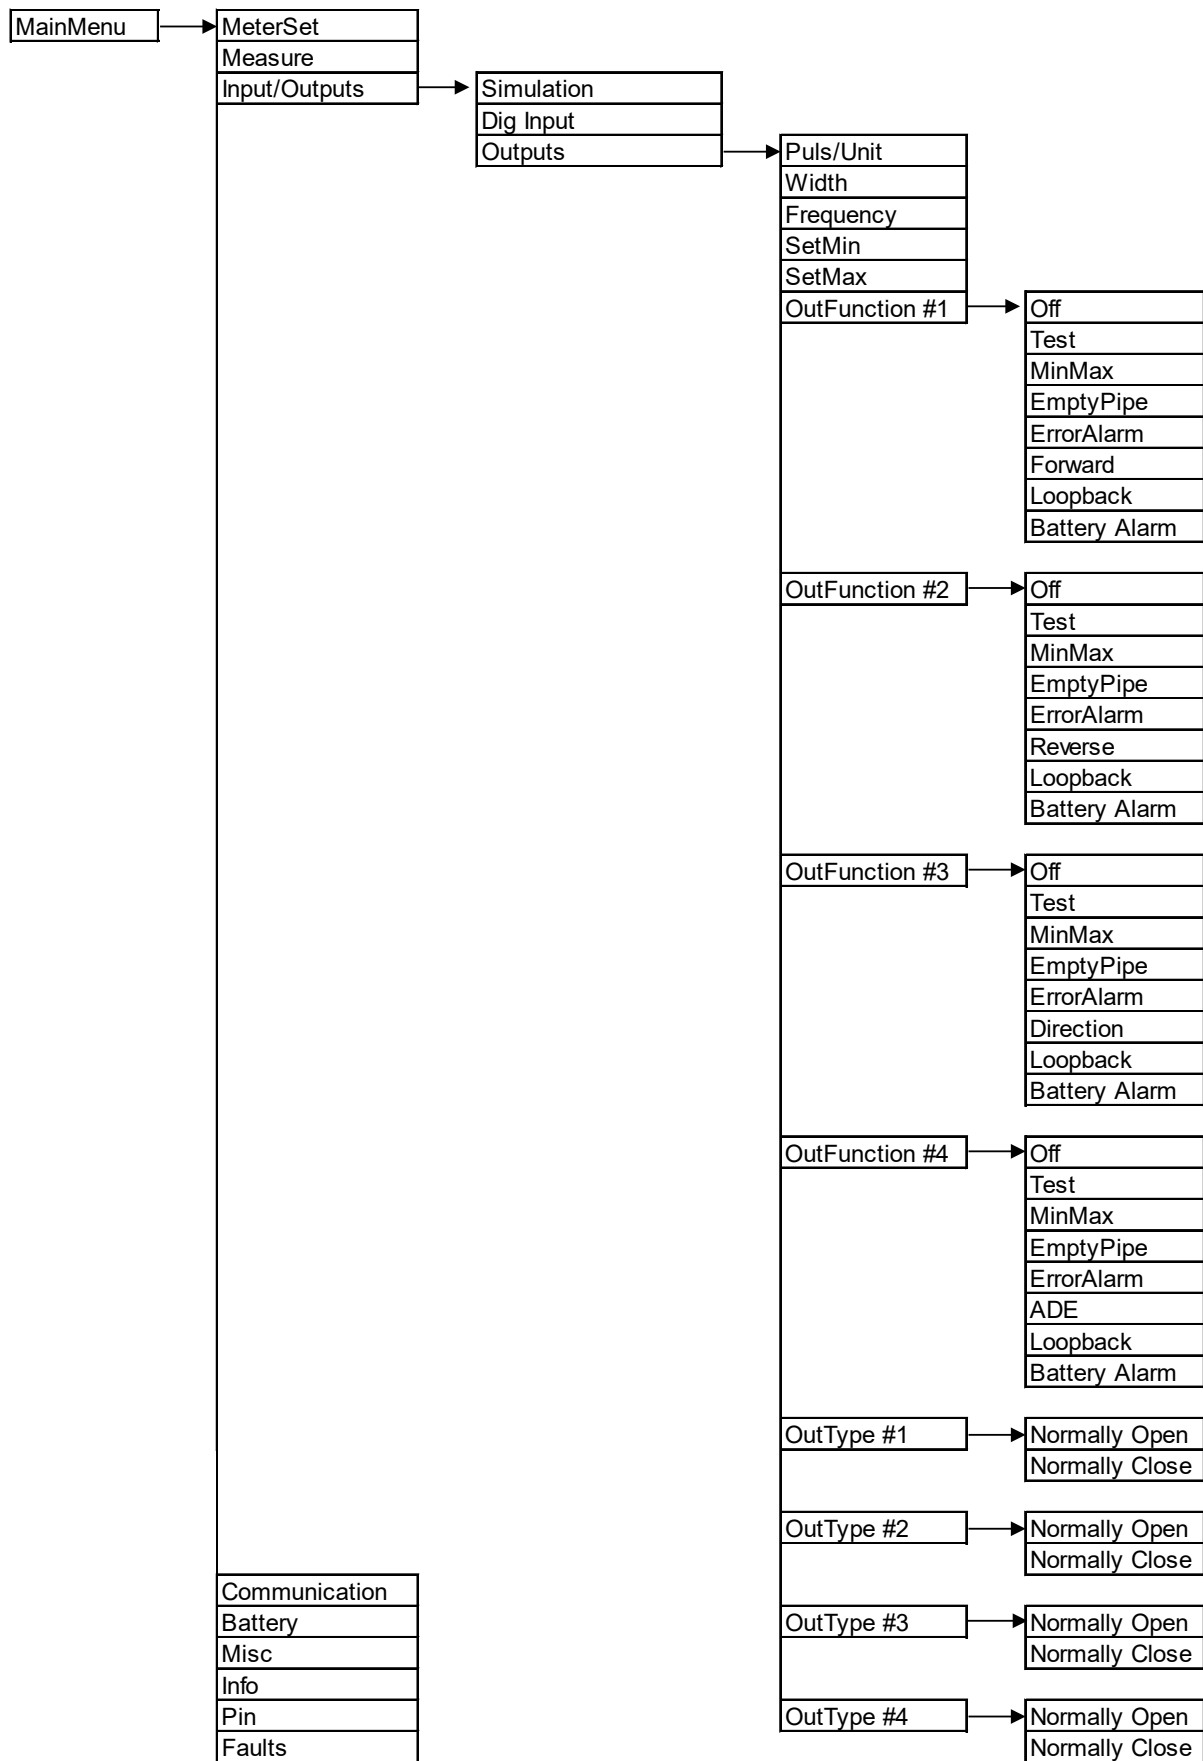 MainMenu
MeterSet
Measure
Input/Outputs
Simulation
Dig Input
Outputs
Puls/Unit
Width
Frequency
SetMin
SetMax
OutFunction #1
Off
Test
MinMax
EmptyPipe
ErrorAlarm
Forward
Loopback
Battery Alarm
OutFunction #2
Off
Test
MinMax
EmptyPipe
ErrorAlarm
Reverse
Loopback
Battery Alarm
OutFunction #3
Off
Test
MinMax
EmptyPipe
ErrorAlarm
Direction
Loopback
Battery Alarm
OutFunction #4
Off
Test
MinMax
EmptyPipe
ErrorAlarm
ADE
Loopback
Battery Alarm
OutType #1
Normally Open
Normally Close
OutType #2
Normally Open
Normally Close
OutType #3
Normally Open
Normally Close
OutType #4
Normally Open
Normally Close
Communication
Battery
Misc
Info
Pin
Faults